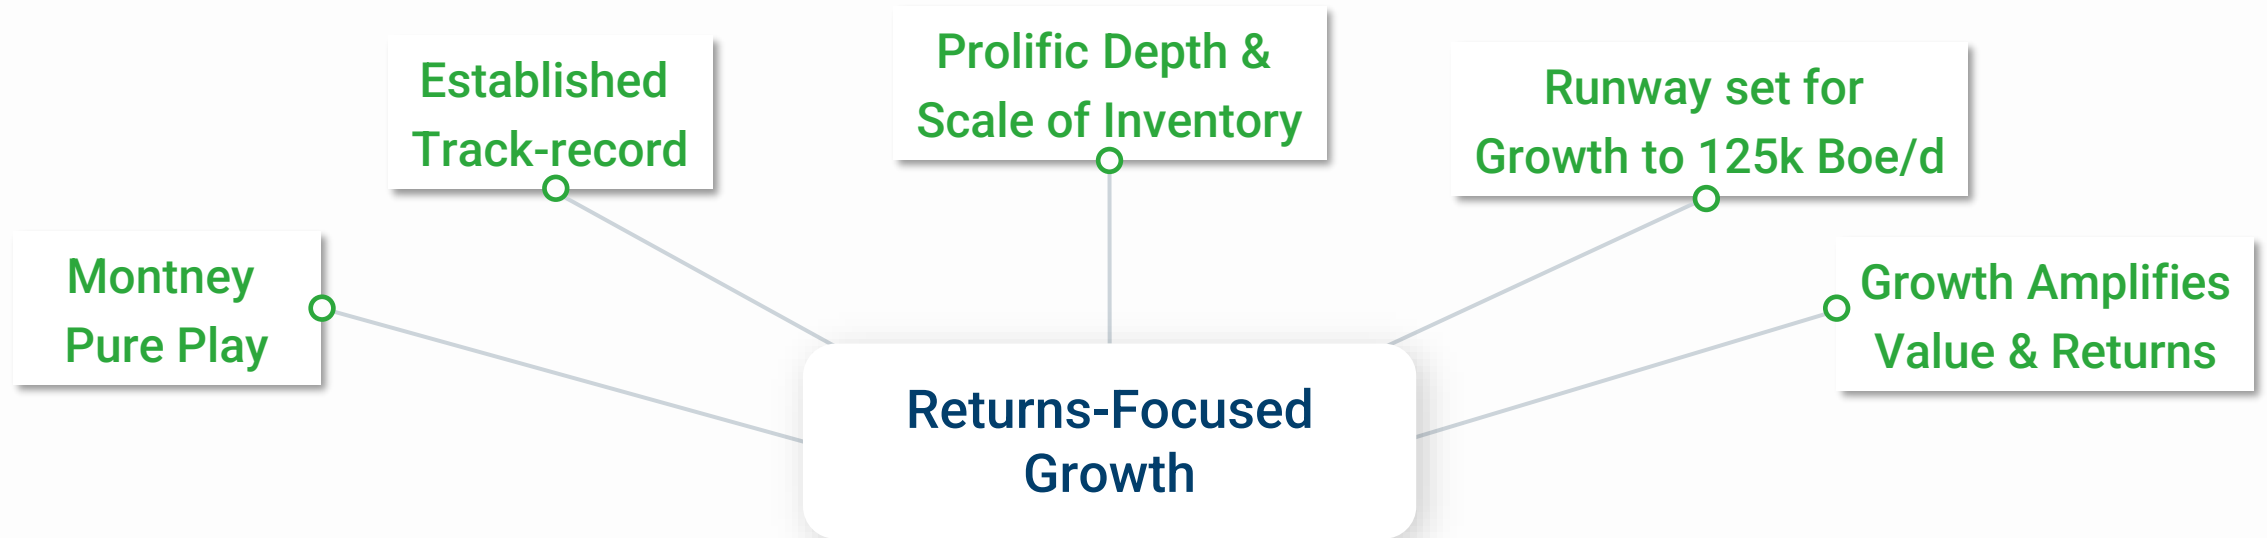 Montney
Pure Play
Established
Track-record
Prolific Depth &
Scale of Inventory
Runway set for
Growth to 125k Boe/d
Growth Amplifies
Value & Returns
Returns-Focused
Growth